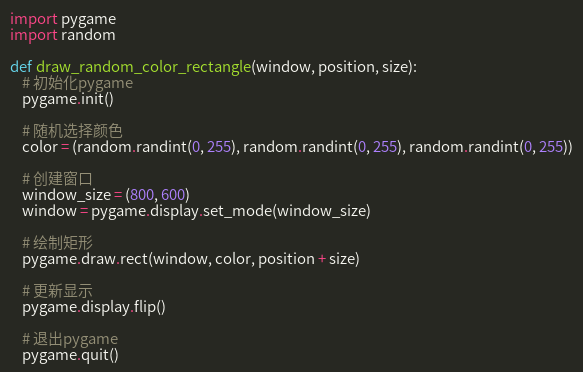 import pygame
import random
def draw_random_color_rectangle(window, position, size):
# 初始化pygame
pygame.init()
# 随机选择颜色
color = (random.randint(0, 255), random.randint(0, 255), random.randint(0, 255))
# 创建窗口
window_size = (800, 600)
window = pygame.display.set_mode(window_size)
# 绘制矩形
pygame.draw.rect(window, color, position + size)
# 更新显示
pygame.display.flip()
# 退出pygame
pygame.quit()